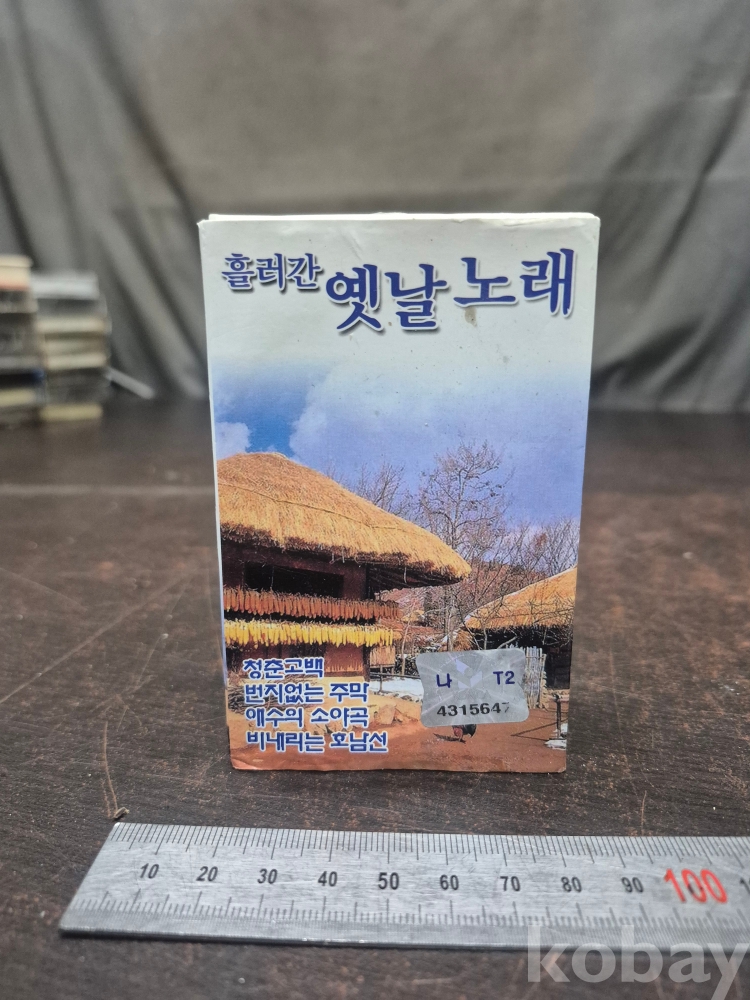 흘러간 옛날 노래
청춘고백
번지없는 주막
애수의 소야곡
비내리는 호남선
나 T2
4315647
10 20 30 40 50 60 70 80 90 100
kobay